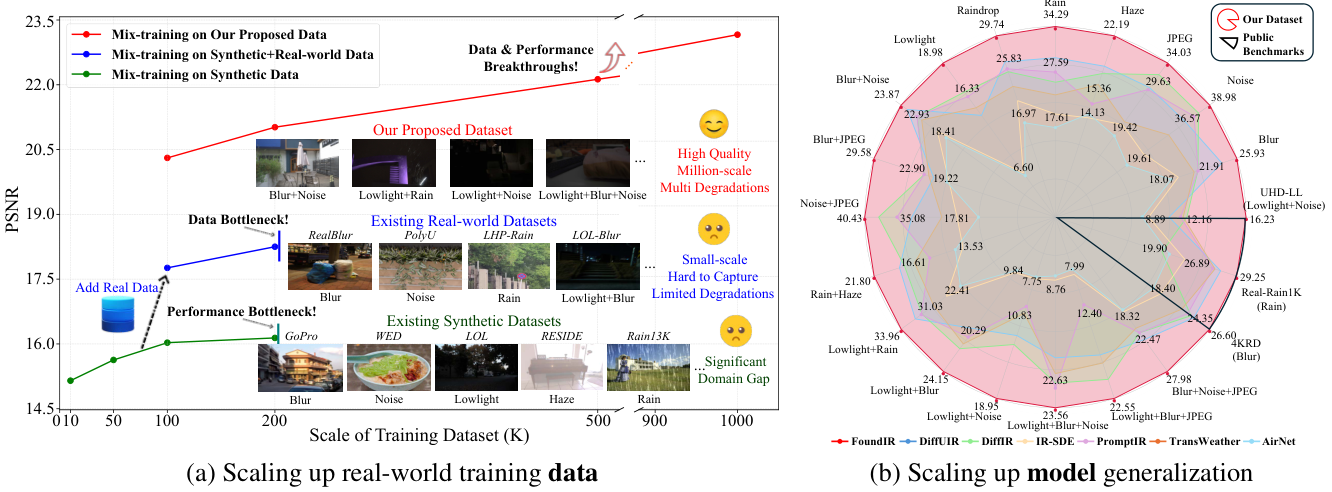 23.5
22.0
20.5
19.0
17.5
16.0
14.5
PSNR
Mix-training on Our Proposed Data
Mix-training on Synthetic+Real-world Data
Mix-training on Synthetic Data
Data & Performance
Breakthroughs!
Our Proposed Dataset
...
Blur+Noise
Lowlight+Rain
Lowlight+Noise
Lowlight+Blur+Noise
High Quality
Million-scale
Multi Degradations
Data Bottleneck!
Existing Real-world Datasets
RealBlur
PolyU
LHP-Rain
LOL-Blur
...
Blur
Noise
Rain
Lowlight+Blur
Small-scale
Hard to Capture
Limited Degradations
Add Real Data
Performance Bottleneck!
Existing Synthetic Datasets
GoPro
WED
LOL
RESIDE
Rain13K
...
Blur
Noise
Lowlight
Haze
Rain
Significant
Domain Gap
0 10 50 100 200 500 900 1000
Scale of Training Dataset (K)
(a) Scaling up real-world training data
Our Dataset
Public
Benchmarks
Rain
34.29
Haze
22.19
JPEG
34.03
Noise
38.98
Blur
25.93
UHD-LL
(Lowlight+Noise)
16.23
29.25
Real-Rain1K
(Rain)
26.60
4KRD
(Blur)
27.98
Blur+Noise+JPEG
22.55
Lowlight+Blur+JPEG
23.56
Lowlight+Blur+Noise
18.95
Lowlight+Noise
24.15
Lowlight+Blur
33.96
Lowlight+Rain
21.80
Rain+Haze
40.43
Noise+JPEG
29.58
Blur+JPEG
23.87
Blur+Noise
18.98
Lowlight
29.74
Raindrop
25.83
27.59
15.36
29.63
36.57
21.91
12.16
26.89
24.35
22.47
12.40
22.63
10.83
20.29
31.03
16.61
35.08
22.90
22.93
16.33
16.97
17.61
14.13
19.42
19.61
18.07
8.89
19.90
18.40
18.32
7.99
8.76
7.75
9.84
22.41
13.53
17.81
19.22
18.41
6.60
FoundIR
DiffUIR
DiffIR
IR-SDE
PromptIR
TransWeather
AirNet
(b) Scaling up model generalization